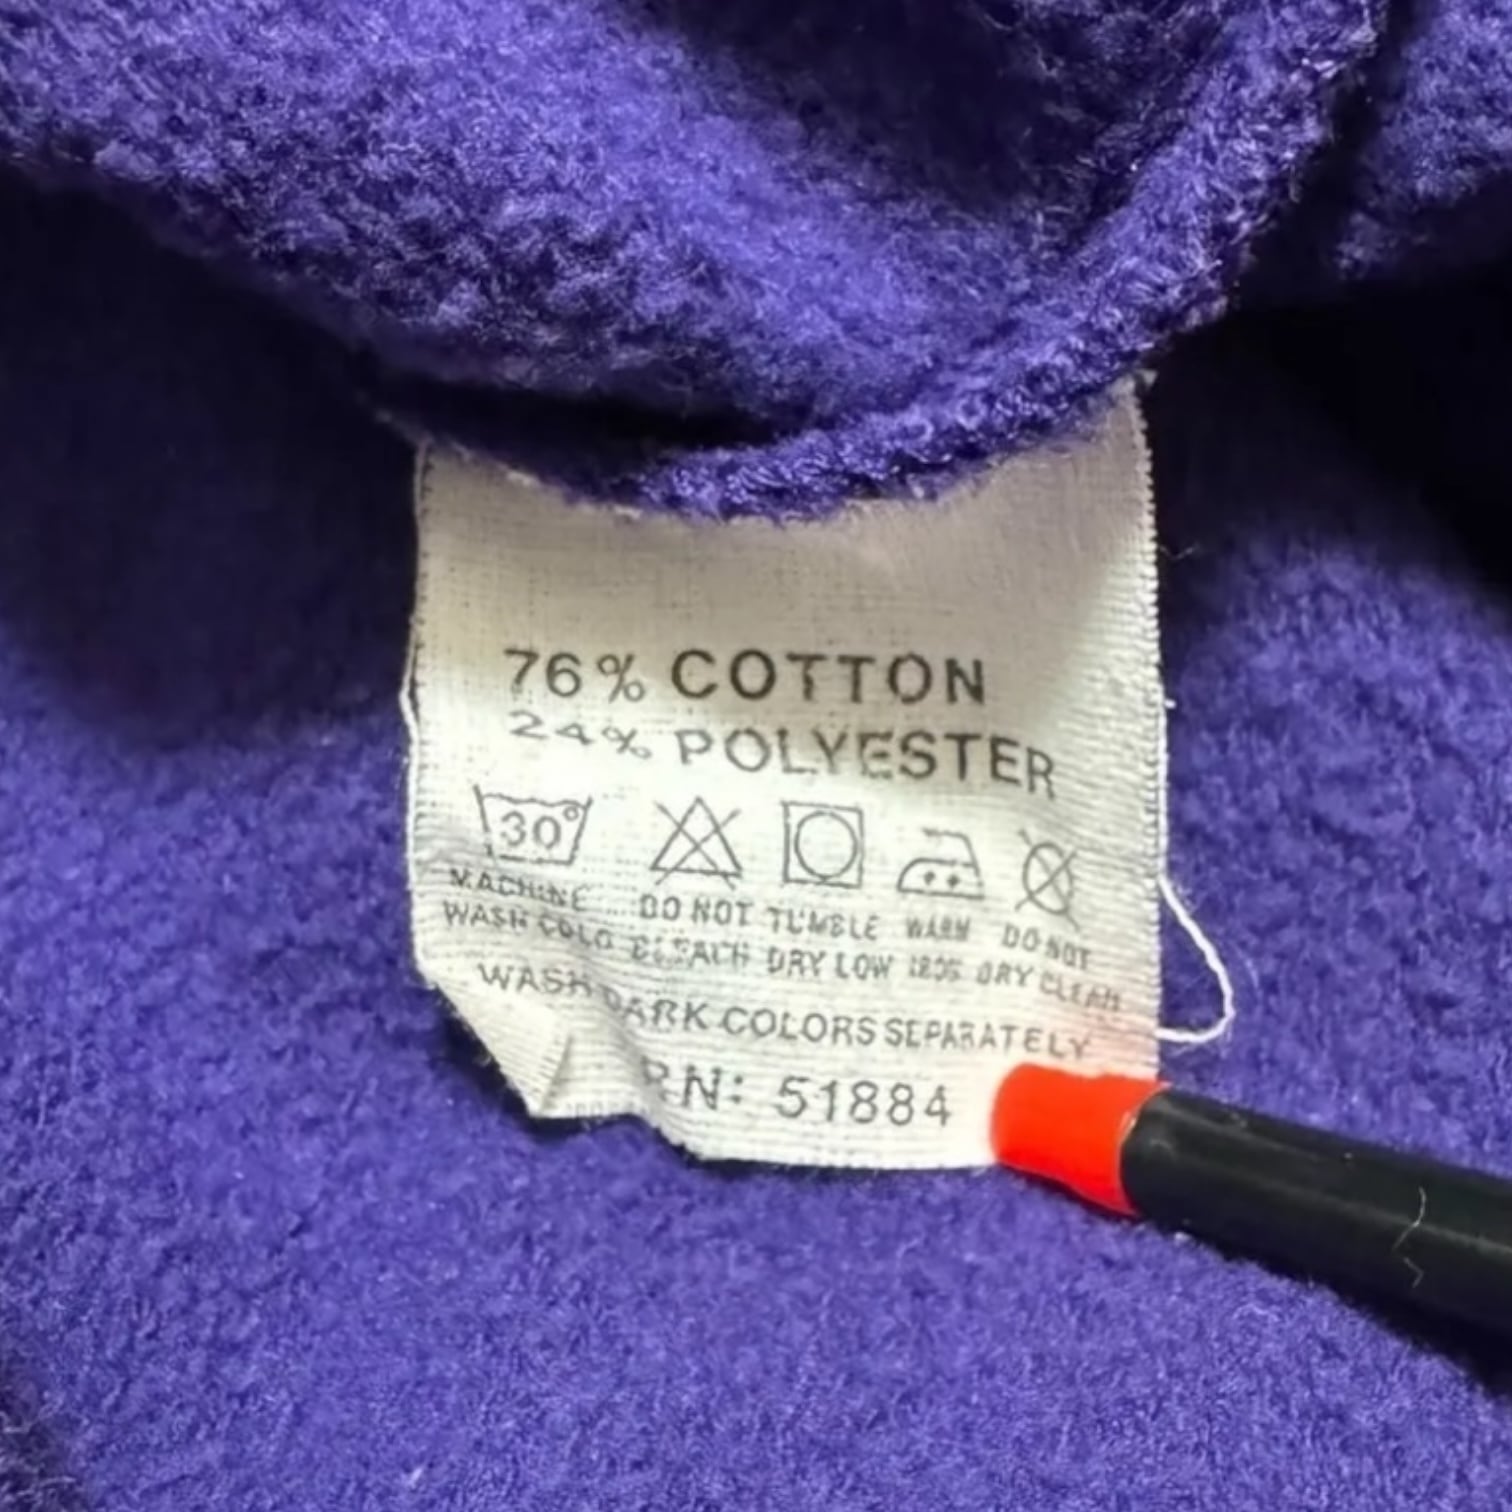 76% COTTON
24% POLYESTER
30°
MACHINE DO NOT TUMBLE WARM DO NOT
WASH COLD BLEACH DRY LOW DRY CLEAN
WASH DARK COLORS SEPARATELY
RN: 51884